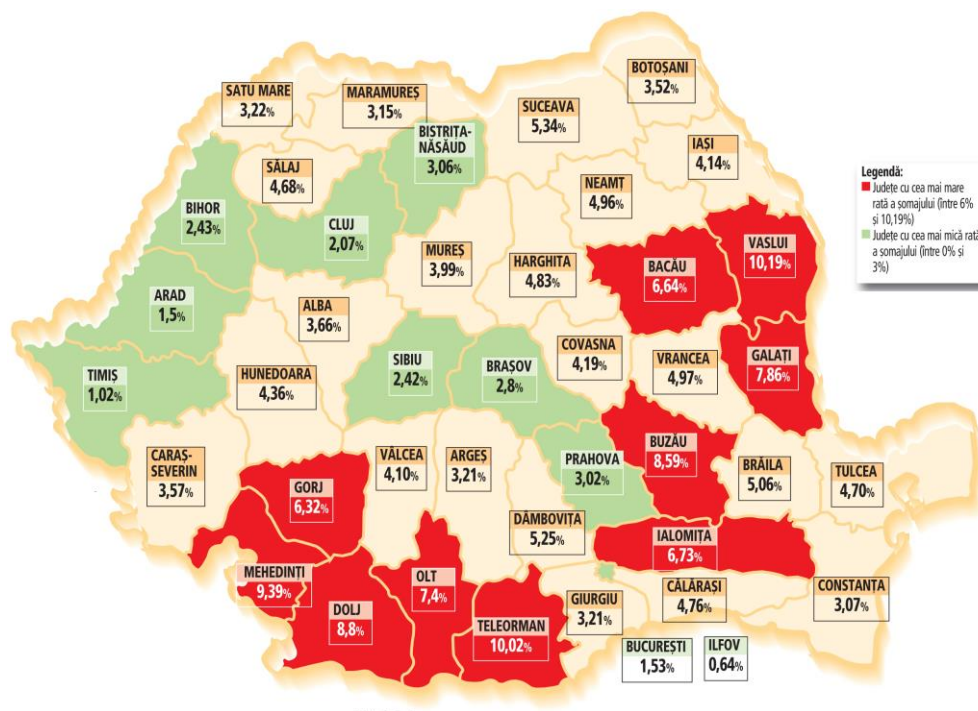 BOTOȘANI
3,52%
SATU MARE
3,22%
MARAMUREȘ
3,15%
SUCEAVA
5,34%
BISTRIȚA-
NĂSĂUD
3,06%
IAȘI
4,14%
SĂLAJ
4,68%
NEAMȚ
4,96%
Legendă:
Județe cu cea mai mare
rată a șomajului (între 6%
și 10,19%)
Județe cu cea mai mică rată
a șomajului (între 0% și
3%)
BIHOR
2,43%
CLUJ
2,07%
MUREȘ
3,99%
HARGHITA
4,83%
BACĂU
6,64%
VASLUI
10,19%
ARAD
1,5%
ALBA
3,66%
SIBIU
2,42%
BRAȘOV
2,8%
COVASNA
4,19%
VRANCEA
4,97%
GALAȚI
7,86%
TIMIȘ
1,02%
HUNEDOARA
4,36%
CARAȘ-
SEVERIN
3,57%
GORJ
6,32%
VÂLCEA
4,10%
ARGEȘ
3,21%
PRAHOVA
3,02%
BUZĂU
8,59%
BRĂILA
5,06%
TULCEA
4,70%
DÂMBOVIȚA
5,25%
IALOMIȚA
6,73%
MEHEDINȚI
9,39%
DOLJ
8,8%
OLT
7,4%
TELEORMAN
10,02%
GIURGIU
3,21%
CĂLĂRAȘI
4,76%
CONSTANȚA
3,07%
BUCUREȘTI
1,53%
ILFOV
0,64%